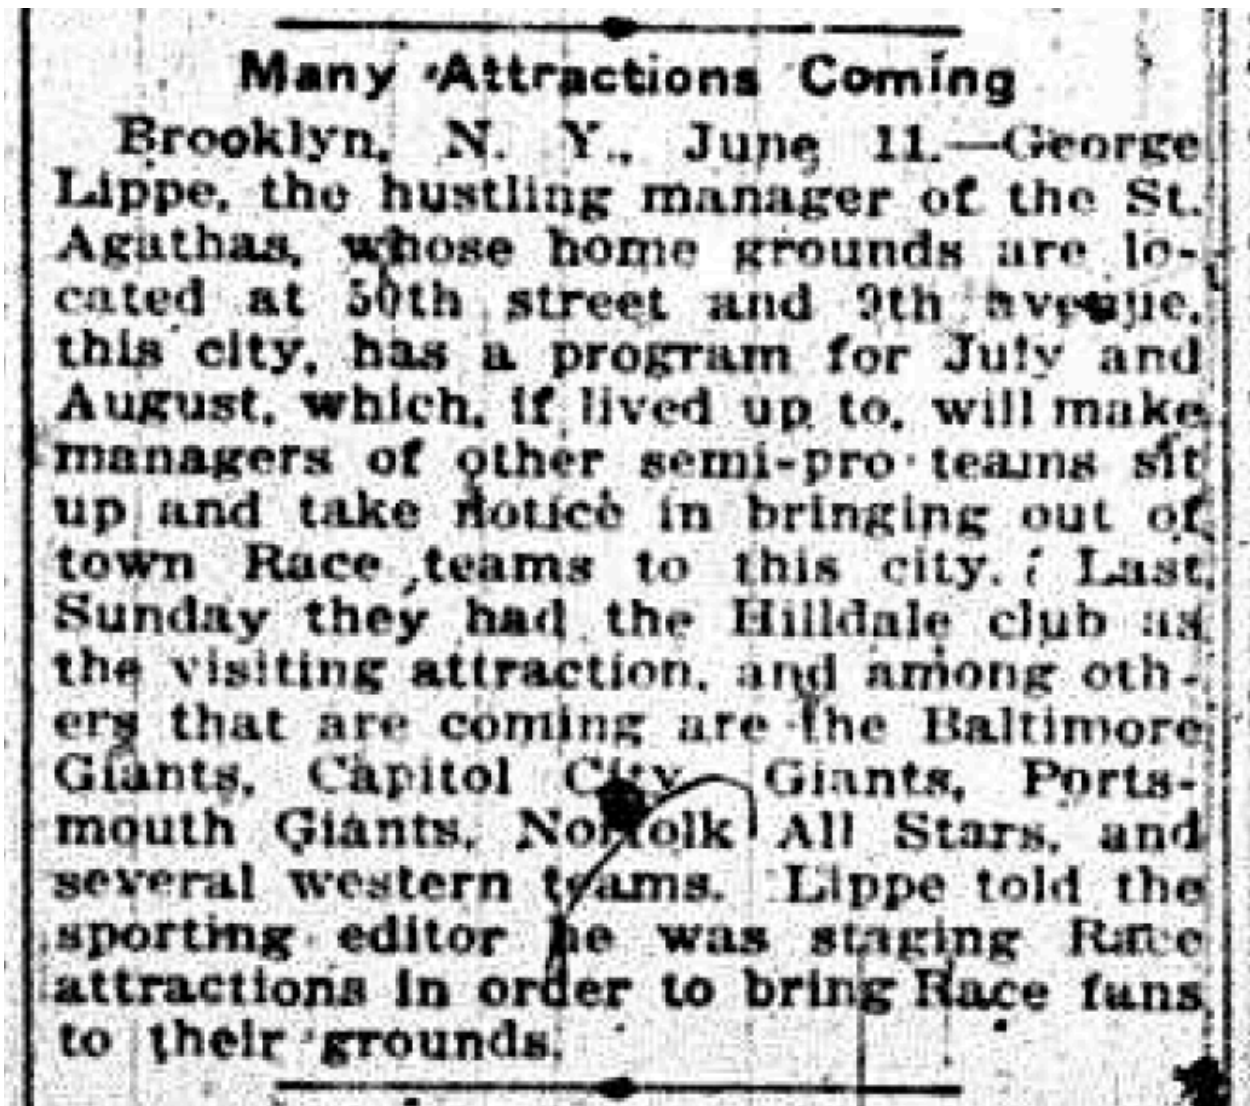 Many Attractions Coming
Brooklyn, N. Y., June 11.—George
Lippe, the hustling manager of the St.
Agathas, whose home grounds are lo-
cated at 50th street and 9th avenue,
this city, has a program for July and
August, which, if lived up to, will make
managers of other semi-pro teams sit
up and take notice in bringing out of
town Race teams to this city. Last
Sunday they had the Hilldale club as
the visiting attraction, and among oth-
ers that are coming are the Baltimore
Giants, Capitol City Giants, Ports-
mouth Giants, Norfolk All Stars, and
several western teams. Lippe told the
sporting editor he was staging Race
attractions in order to bring Race fans
to their grounds.